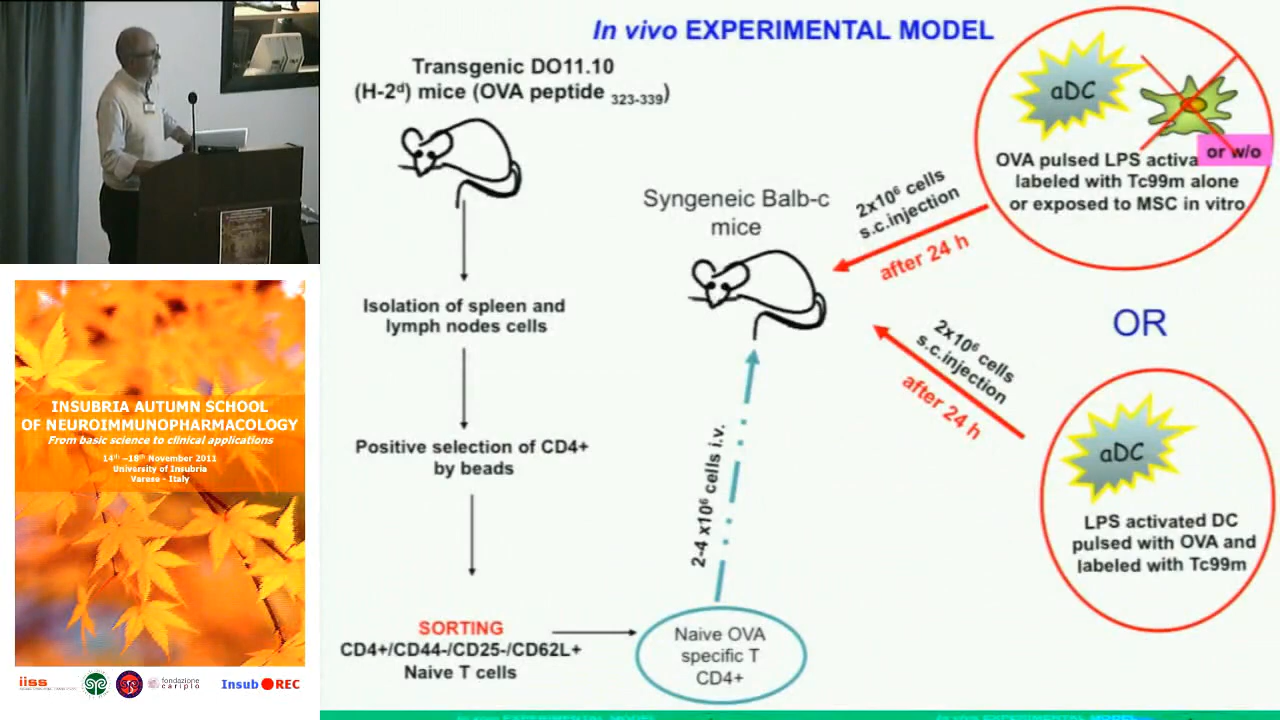 In vivo EXPERIMENTAL MODEL
Transgenic DO11.10
(H-2d) mice (OVA peptide 323-339)
Isolation of spleen and
lymph nodes cells
Positive selection of CD4+
by beads
SORTING
CD4+/CD44-/CD25-/CD62L+
Naive T cells
Naive OVA
specific T
CD4+
2-4 x10⁶ cells i.v.
Syngeneic Balb-c
mice
2x10⁶ cells
s.c.injection
after 24 h
aDC
or w/o
OVA pulsed LPS activa
labeled with Tc99m alone
or exposed to MSC in vitro
OR
2x10⁶ cells
s.c.injection
after 24 h
aDC
LPS activated DC
pulsed with OVA and
labeled with Tc99m
INSUBRIA AUTUMN SCHOOL
OF NEUROIMMUNOPHARMACOLOGY
From basic science to clinical applications
14th –18th November 2011
University of Insubria
Varese - Italy
iiss
fondazione
cariplo
Insub REC